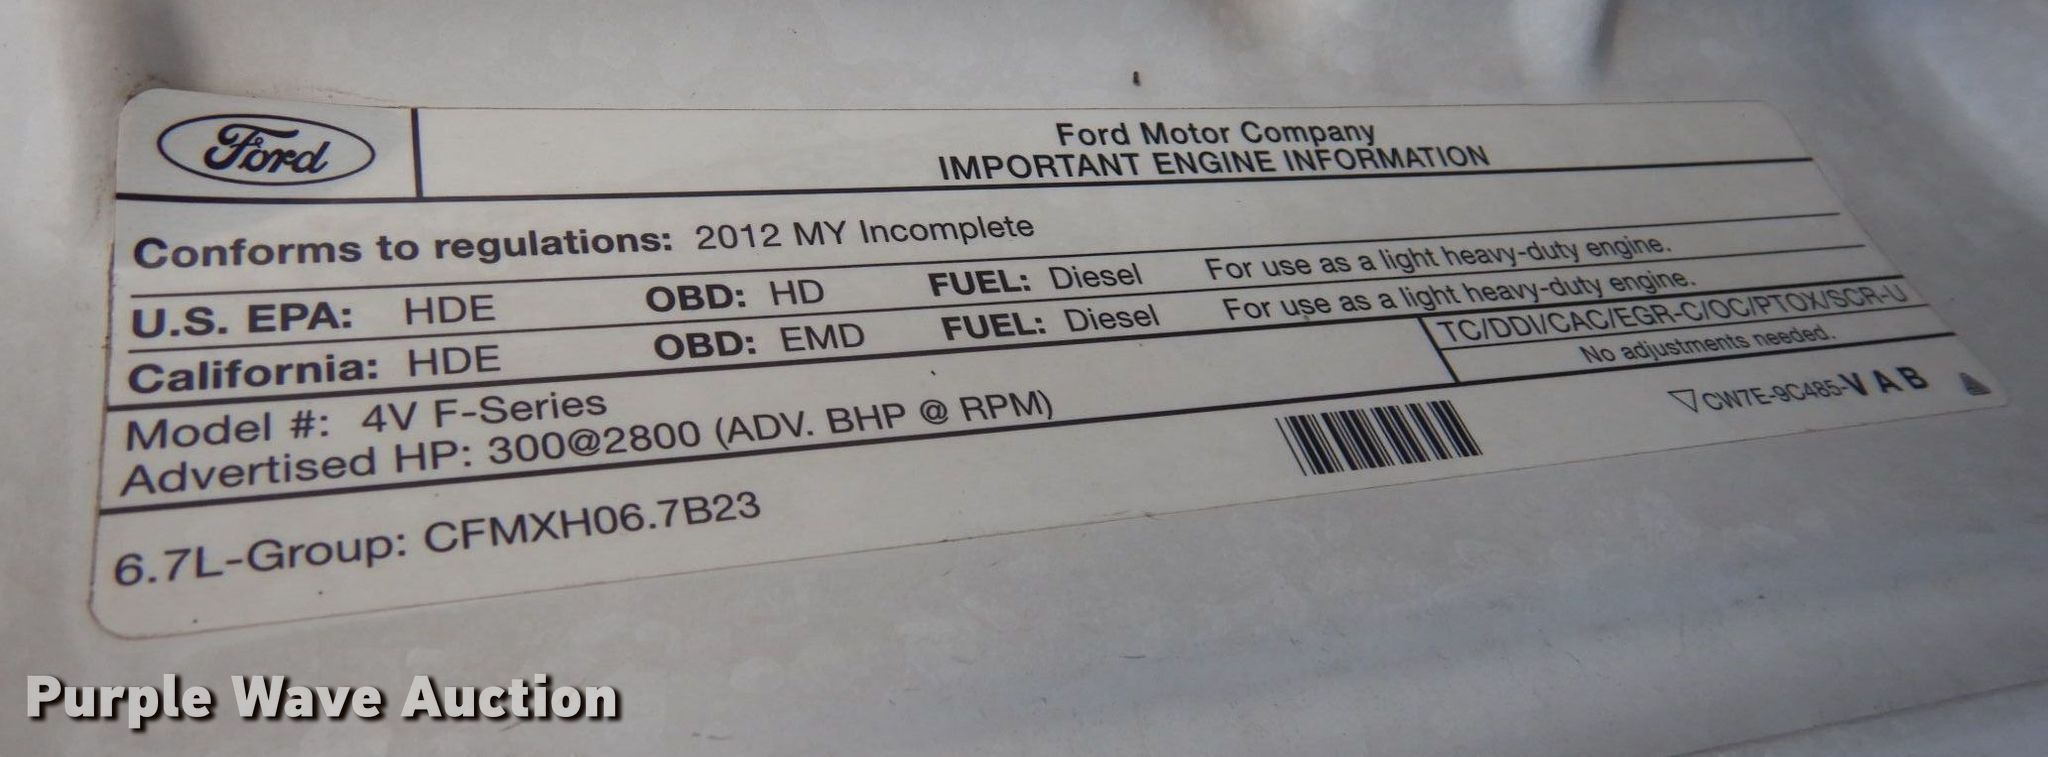 Ford
Ford Motor Company
IMPORTANT ENGINE INFORMATION
Conforms to regulations: 2012 MY Incomplete
U.S. EPA: HDE OBD: HD FUEL: Diesel For use as a light heavy-duty engine.
California: HDE OBD: EMD FUEL: Diesel For use as a light heavy-duty engine.
Model #: 4V F-Series
Advertised HP: 300@2800 (ADV. BHP @ RPM)
TC/DDI/CAC/EGR-C/OC/PTOX/SCR-U
No adjustments needed.
6.7L-Group: CFMXH06.7B23
CW7E-9C485-VAB
Purple Wave Auction